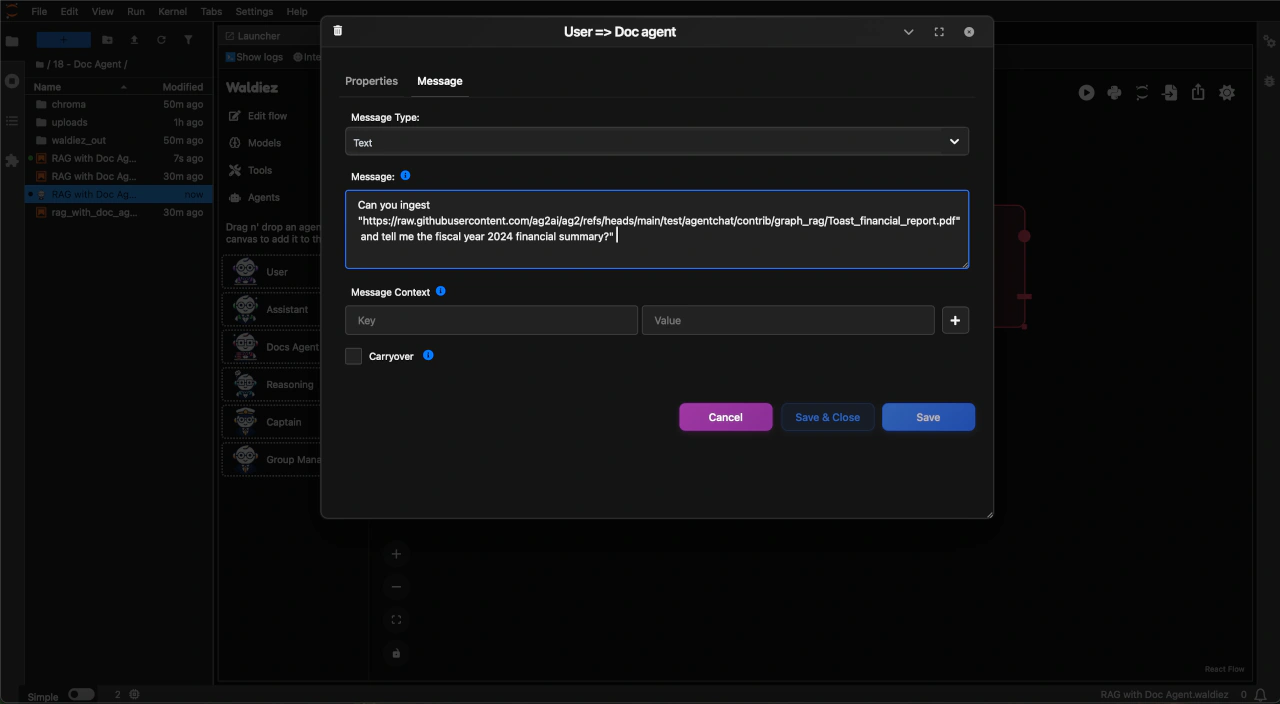 File Edit View Run Kernel Tabs Settings Help
User => Doc agent
Launcher
Show logs Inte
/ 18 - Doc Agent /
Name Modified
chroma 50m ago
uploads 1h ago
waldiez_out 50m ago
RAG with Doc Ag... 7s ago
RAG with Doc Ag... 30m ago
RAG with Doc Ag... now
rag_with_doc_ag... 30m ago
Waldiez
Edit flow
Models
Tools
Agents
Drag n' drop an agen
canvas to add it to th
User
Assistant
Docs Agent
Reasoning
Captain
Group Mana
Properties Message
Message Type:
Text
Message:
Can you ingest
"https://raw.githubusercontent.com/ag2ai/ag2/refs/heads/main/test/agentchat/contrib/graph_rag/Toast_financial_report.pdf"
and tell me the fiscal year 2024 financial summary?"
Message Context
Key Value
Carryover
Cancel Save & Close Save
React Flow
Simple 2 RAG with Doc Agent.waldiez 0